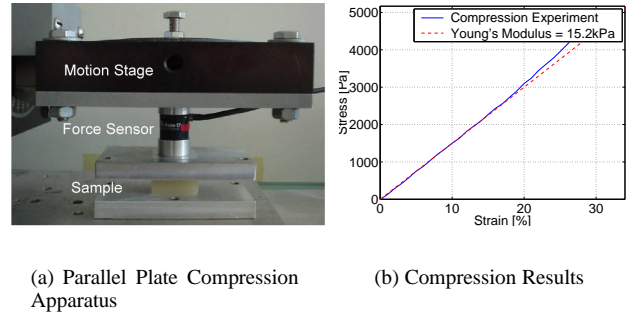 Motion Stage
Force Sensor
Sample
Compression Experiment
Young's Modulus = 15.2kPa
5000
4000
3000
2000
1000
0
0 10 20 30
Stress [Pa]
Strain [%]
(a) Parallel Plate Compression
Apparatus
(b) Compression Results